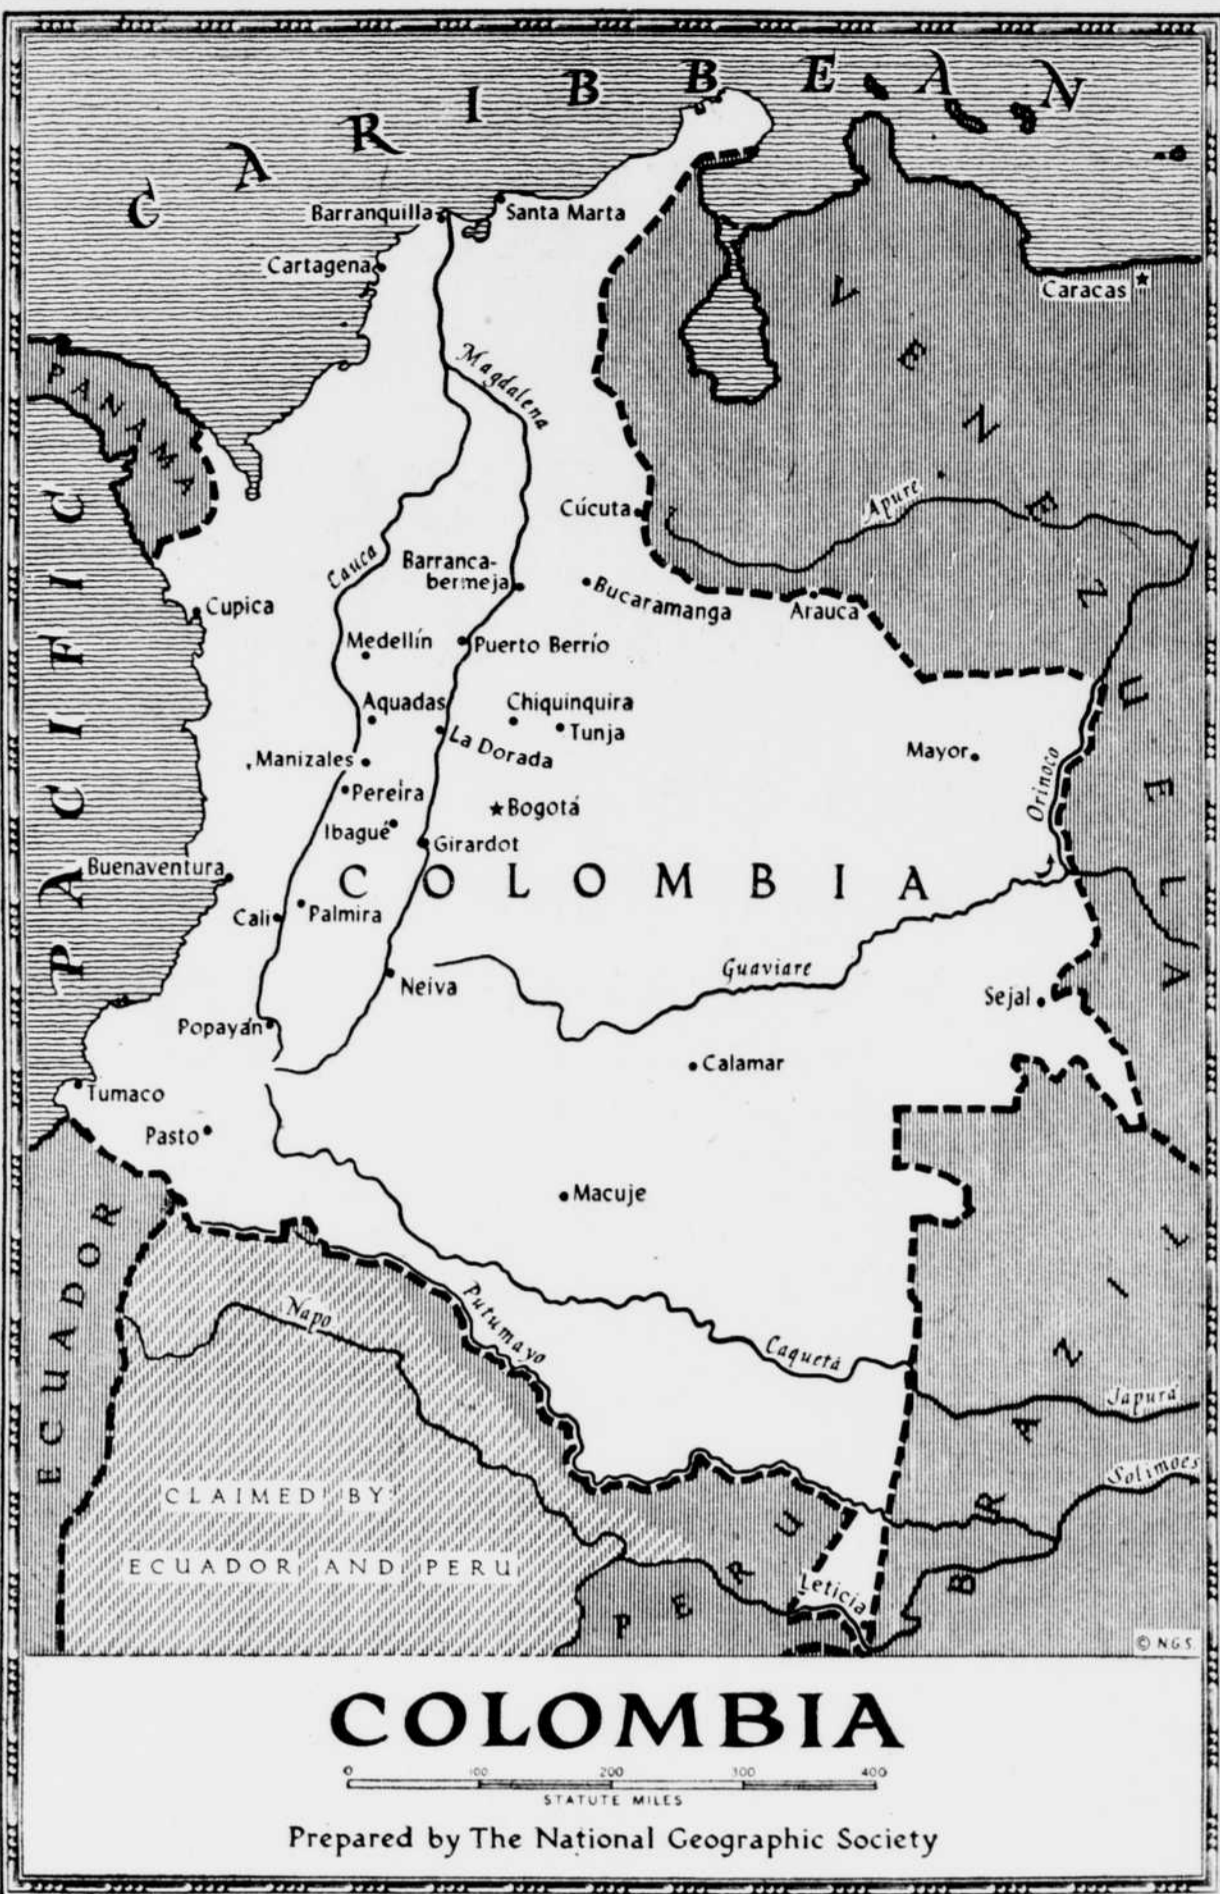 CARIBBEAN
Barranquilla
Santa Marta
Cartagena
Caracas
PANAMA
Magdalena
VENEZUELA
PACIFIC
Cúcuta
Apure
Cauca
Barranca-
bermeja
Bucaramanga
Arauca
Cupica
Medellín
Puerto Berrío
Aquadas
Chiquinquira
Tunja
La Dorada
Manizales
Mayor
Orinoco
Pereira
Bogotá
Ibagué
Girardot
Buenaventura
COLOMBIA
Cali
Palmira
Neiva
Guaviare
Sejal
Popayán
Calamar
Tumaco
Pasto
Macuje
ECUADOR
BRAZIL
Napo
Putumayo
Caquetá
Japurá
Solimoes
CLAIMED BY
ECUADOR AND PERU
PERU
Leticia
© N.G.S.
COLOMBIA
0 100 200 300 400
STATUTE MILES
Prepared by The National Geographic Society